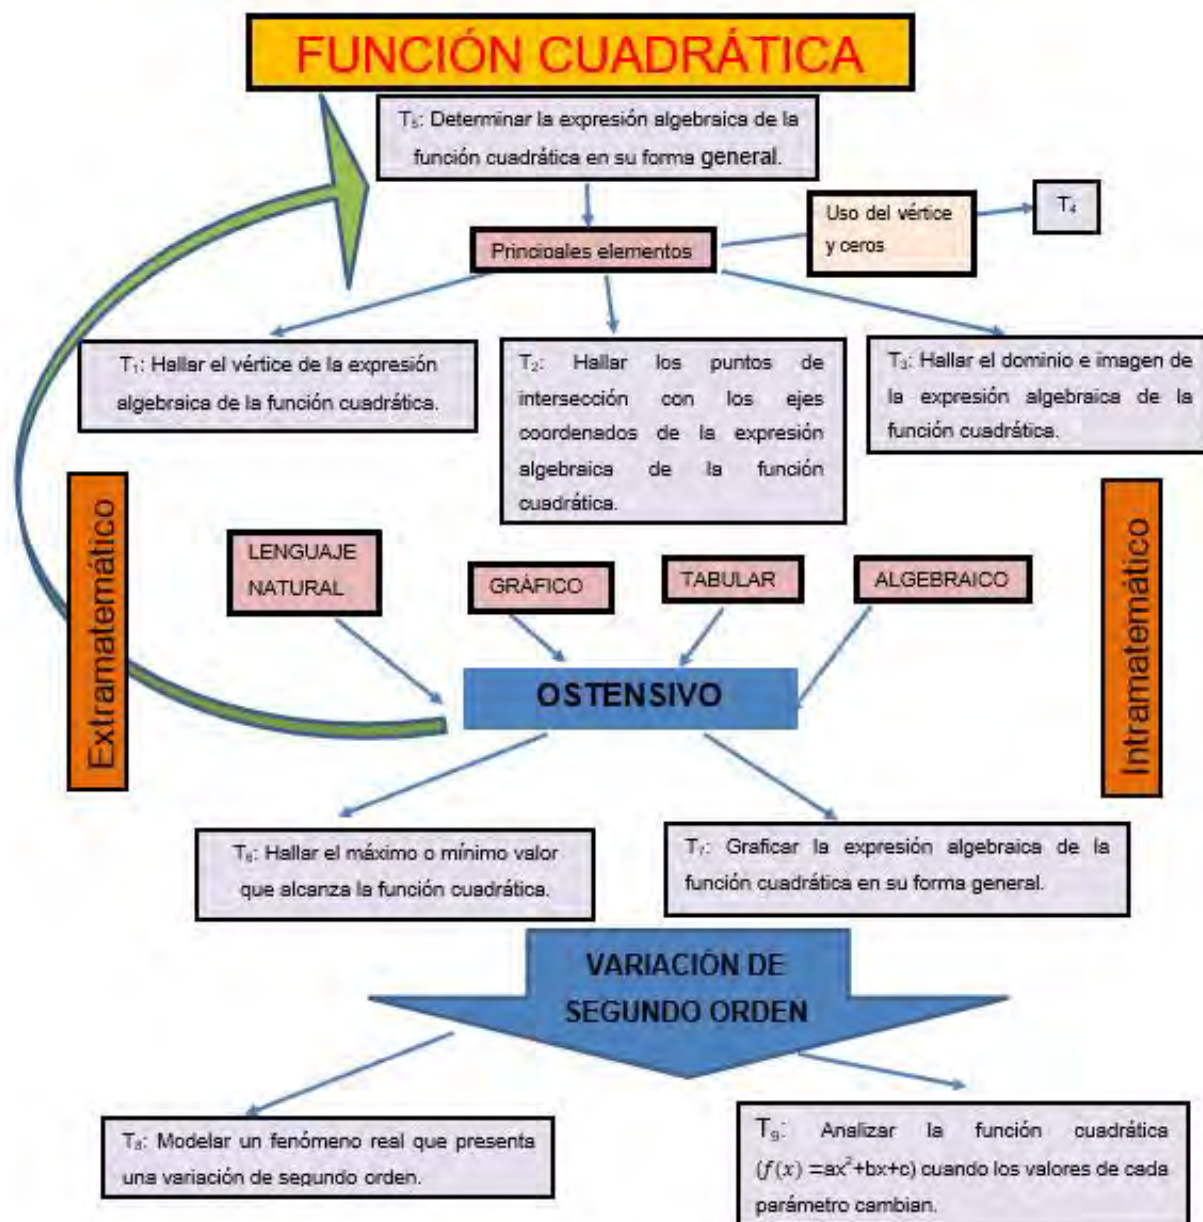 FUNCIÓN CUADRÁTICA
T₅: Determinar la expresión algebraica de la
función cuadrática en su forma general.
Uso del vértice
y ceros
T₄
Princioales elementos
T₁: Hallar el vértice de la expresión
algebraica de la función cuadrática.
T₂: Hallar los puntos de
intersección con los ejes
coordenados de la expresión
algebraica de la función
cuadrática.
T₃: Hallar el dominio e imagen de
la expresión algebraica de la
función cuadrática.
Extramatemático
Intramatemático
LENGUAJE
NATURAL
GRÁFICO
TABULAR
ALGEBRAICO
OSTENSIVO
T₆: Hallar el máximo o mínimo valor
que alcanza la función cuadrática.
T₇: Graficar la expresión algebraica de la
función cuadrática en su forma general.
VARIACIÓN DE
SEGUNDO ORDEN
T₈: Modelar un fenómeno real que presenta
una variación de segundo orden.
T₉: Analizar la función cuadrática
(f(x) =ax²+bx+c) cuando los valores de cada
parámetro cambian.